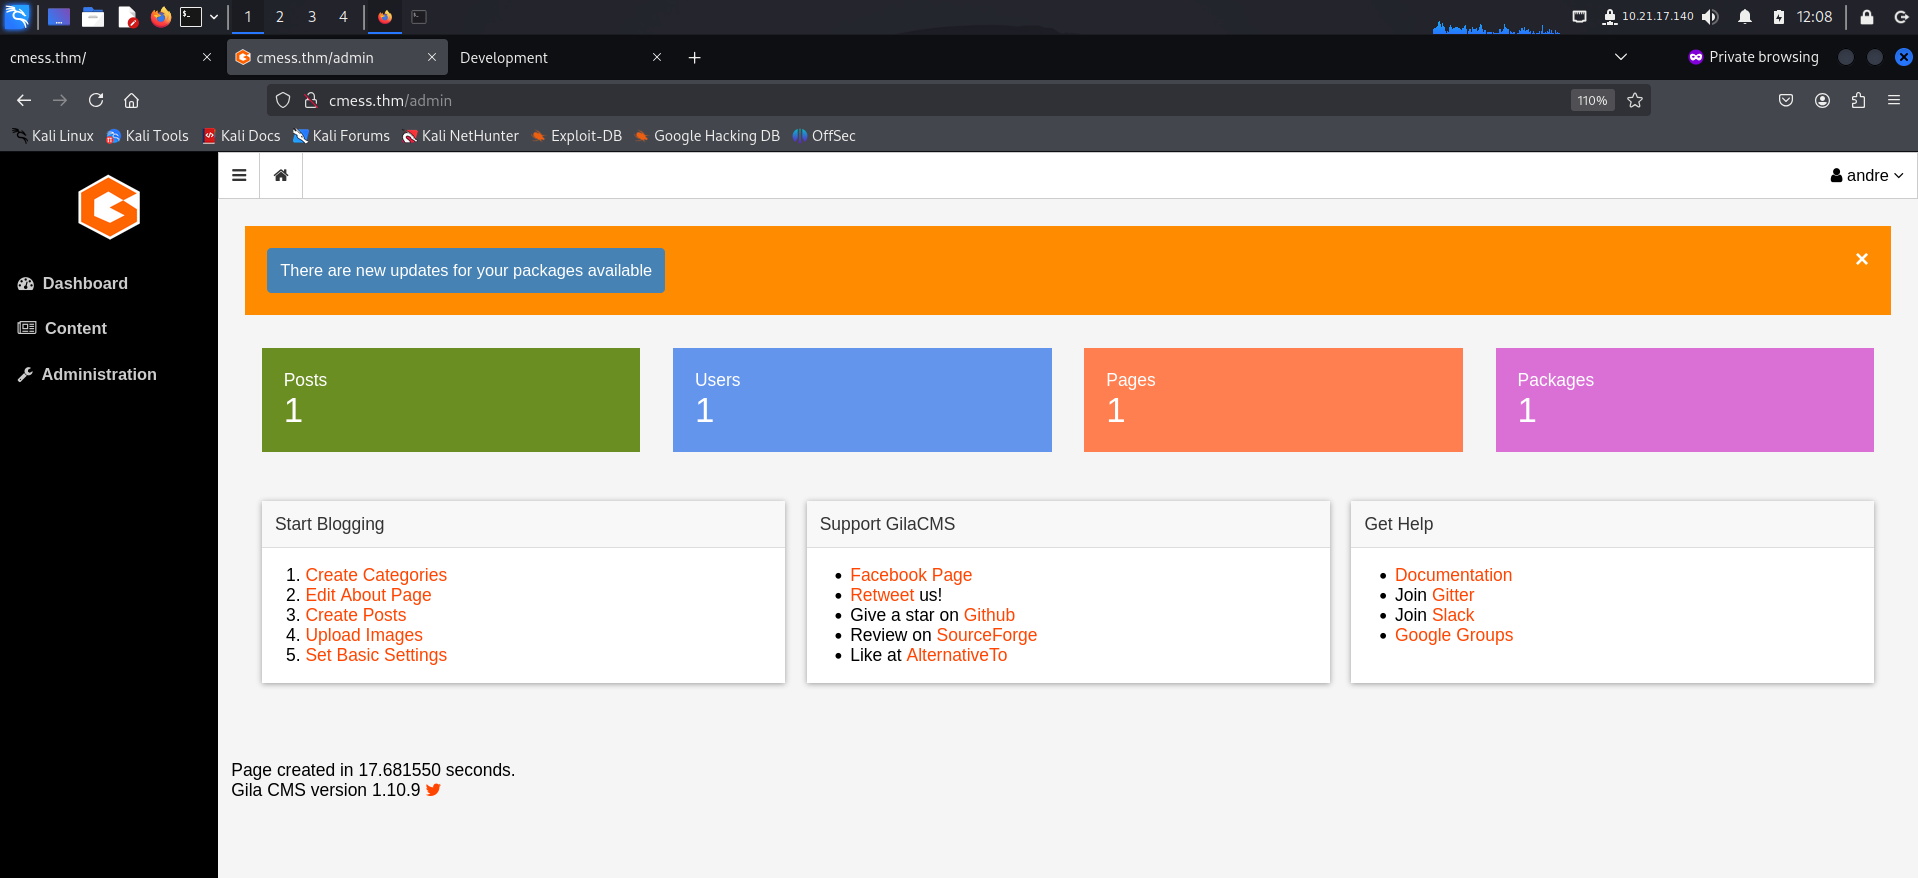 1 2 3 4 10.21.17.140 12:08
cmess.thm/ cmess.thm/admin Development Private browsing
cmess.thm/admin 110%
Kali Linux Kali Tools Kali Docs Kali Forums Kali NetHunter Exploit-DB Google Hacking DB OffSec
andre
Dashboard
Content
Administration
There are new updates for your packages available
Posts
1
Users
1
Pages
1
Packages
1
Start Blogging
1. Create Categories
2. Edit About Page
3. Create Posts
4. Upload Images
5. Set Basic Settings
Support GilaCMS
• Facebook Page
• Retweet us!
• Give a star on Github
• Review on SourceForge
• Like at AlternativeTo
Get Help
• Documentation
• Join Gitter
• Join Slack
• Google Groups
Page created in 17.681550 seconds.
Gila CMS version 1.10.9